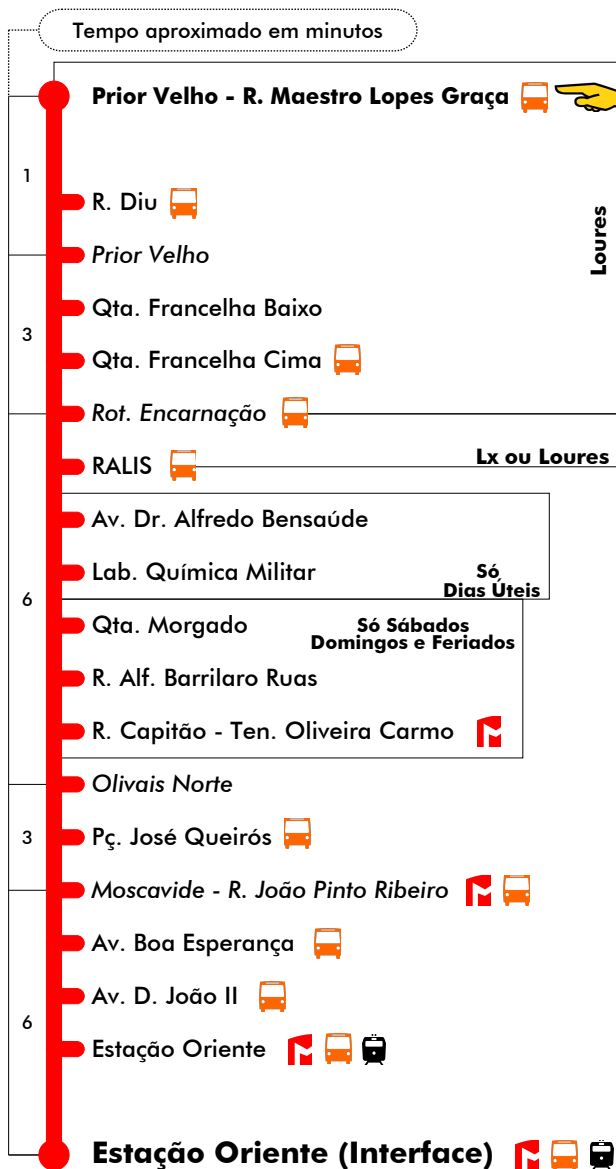 Tempo aproximado em minutos
Prior Velho - R. Maestro Lopes Graça
1
R. Diu
Loures
Prior Velho
Qta. Francelha Baixo
3
Qta. Francelha Cima
Rot. Encarnação
Lx ou Loures
RALIS
Av. Dr. Alfredo Bensaúde
Lab. Química Militar
Só
Dias Úteis
6
Qta. Morgado
Só Sábados
Domingos e Feriados
R. Alf. Barrilaro Ruas
R. Capitão - Ten. Oliveira Carmo
Olivais Norte
3
Pç. José Queirós
Moscavide - R. João Pinto Ribeiro
Av. Boa Esperança
Av. D. João II
6
Estação Oriente
Estação Oriente (Interface)